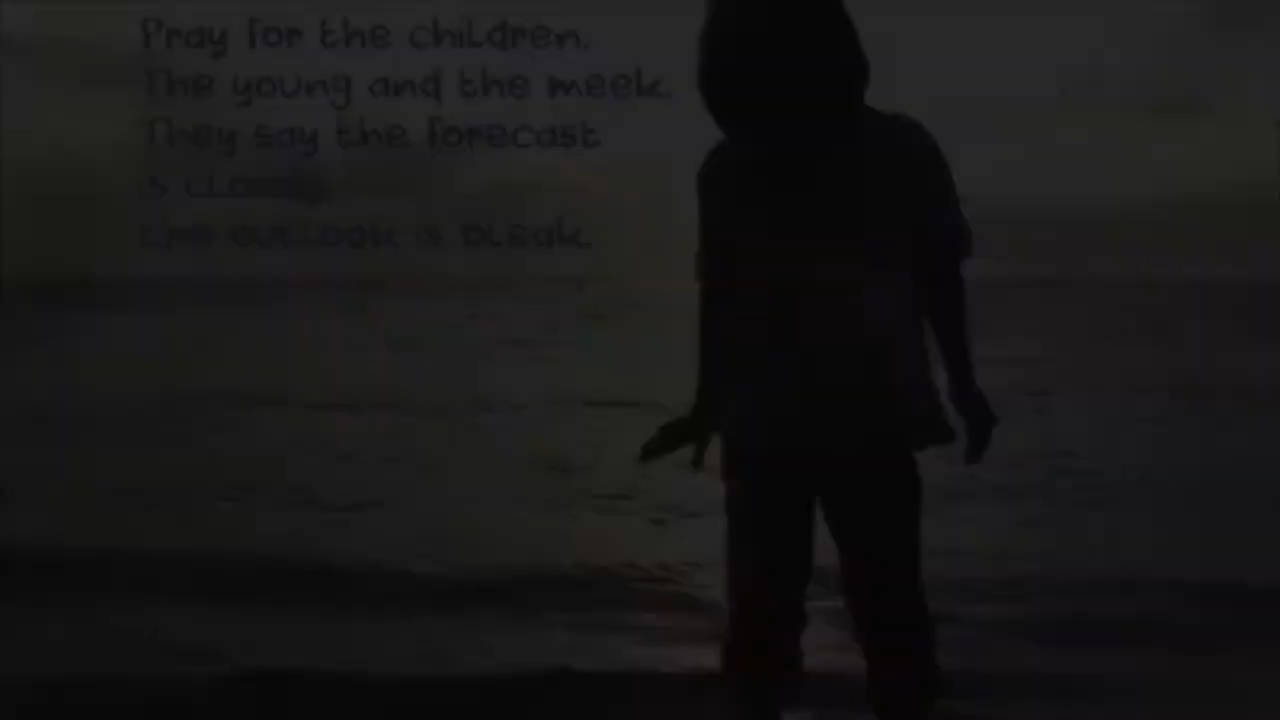 Pray for the children.
The young and the meek.
They say the forecast
is cloudy
the outlook is bleak